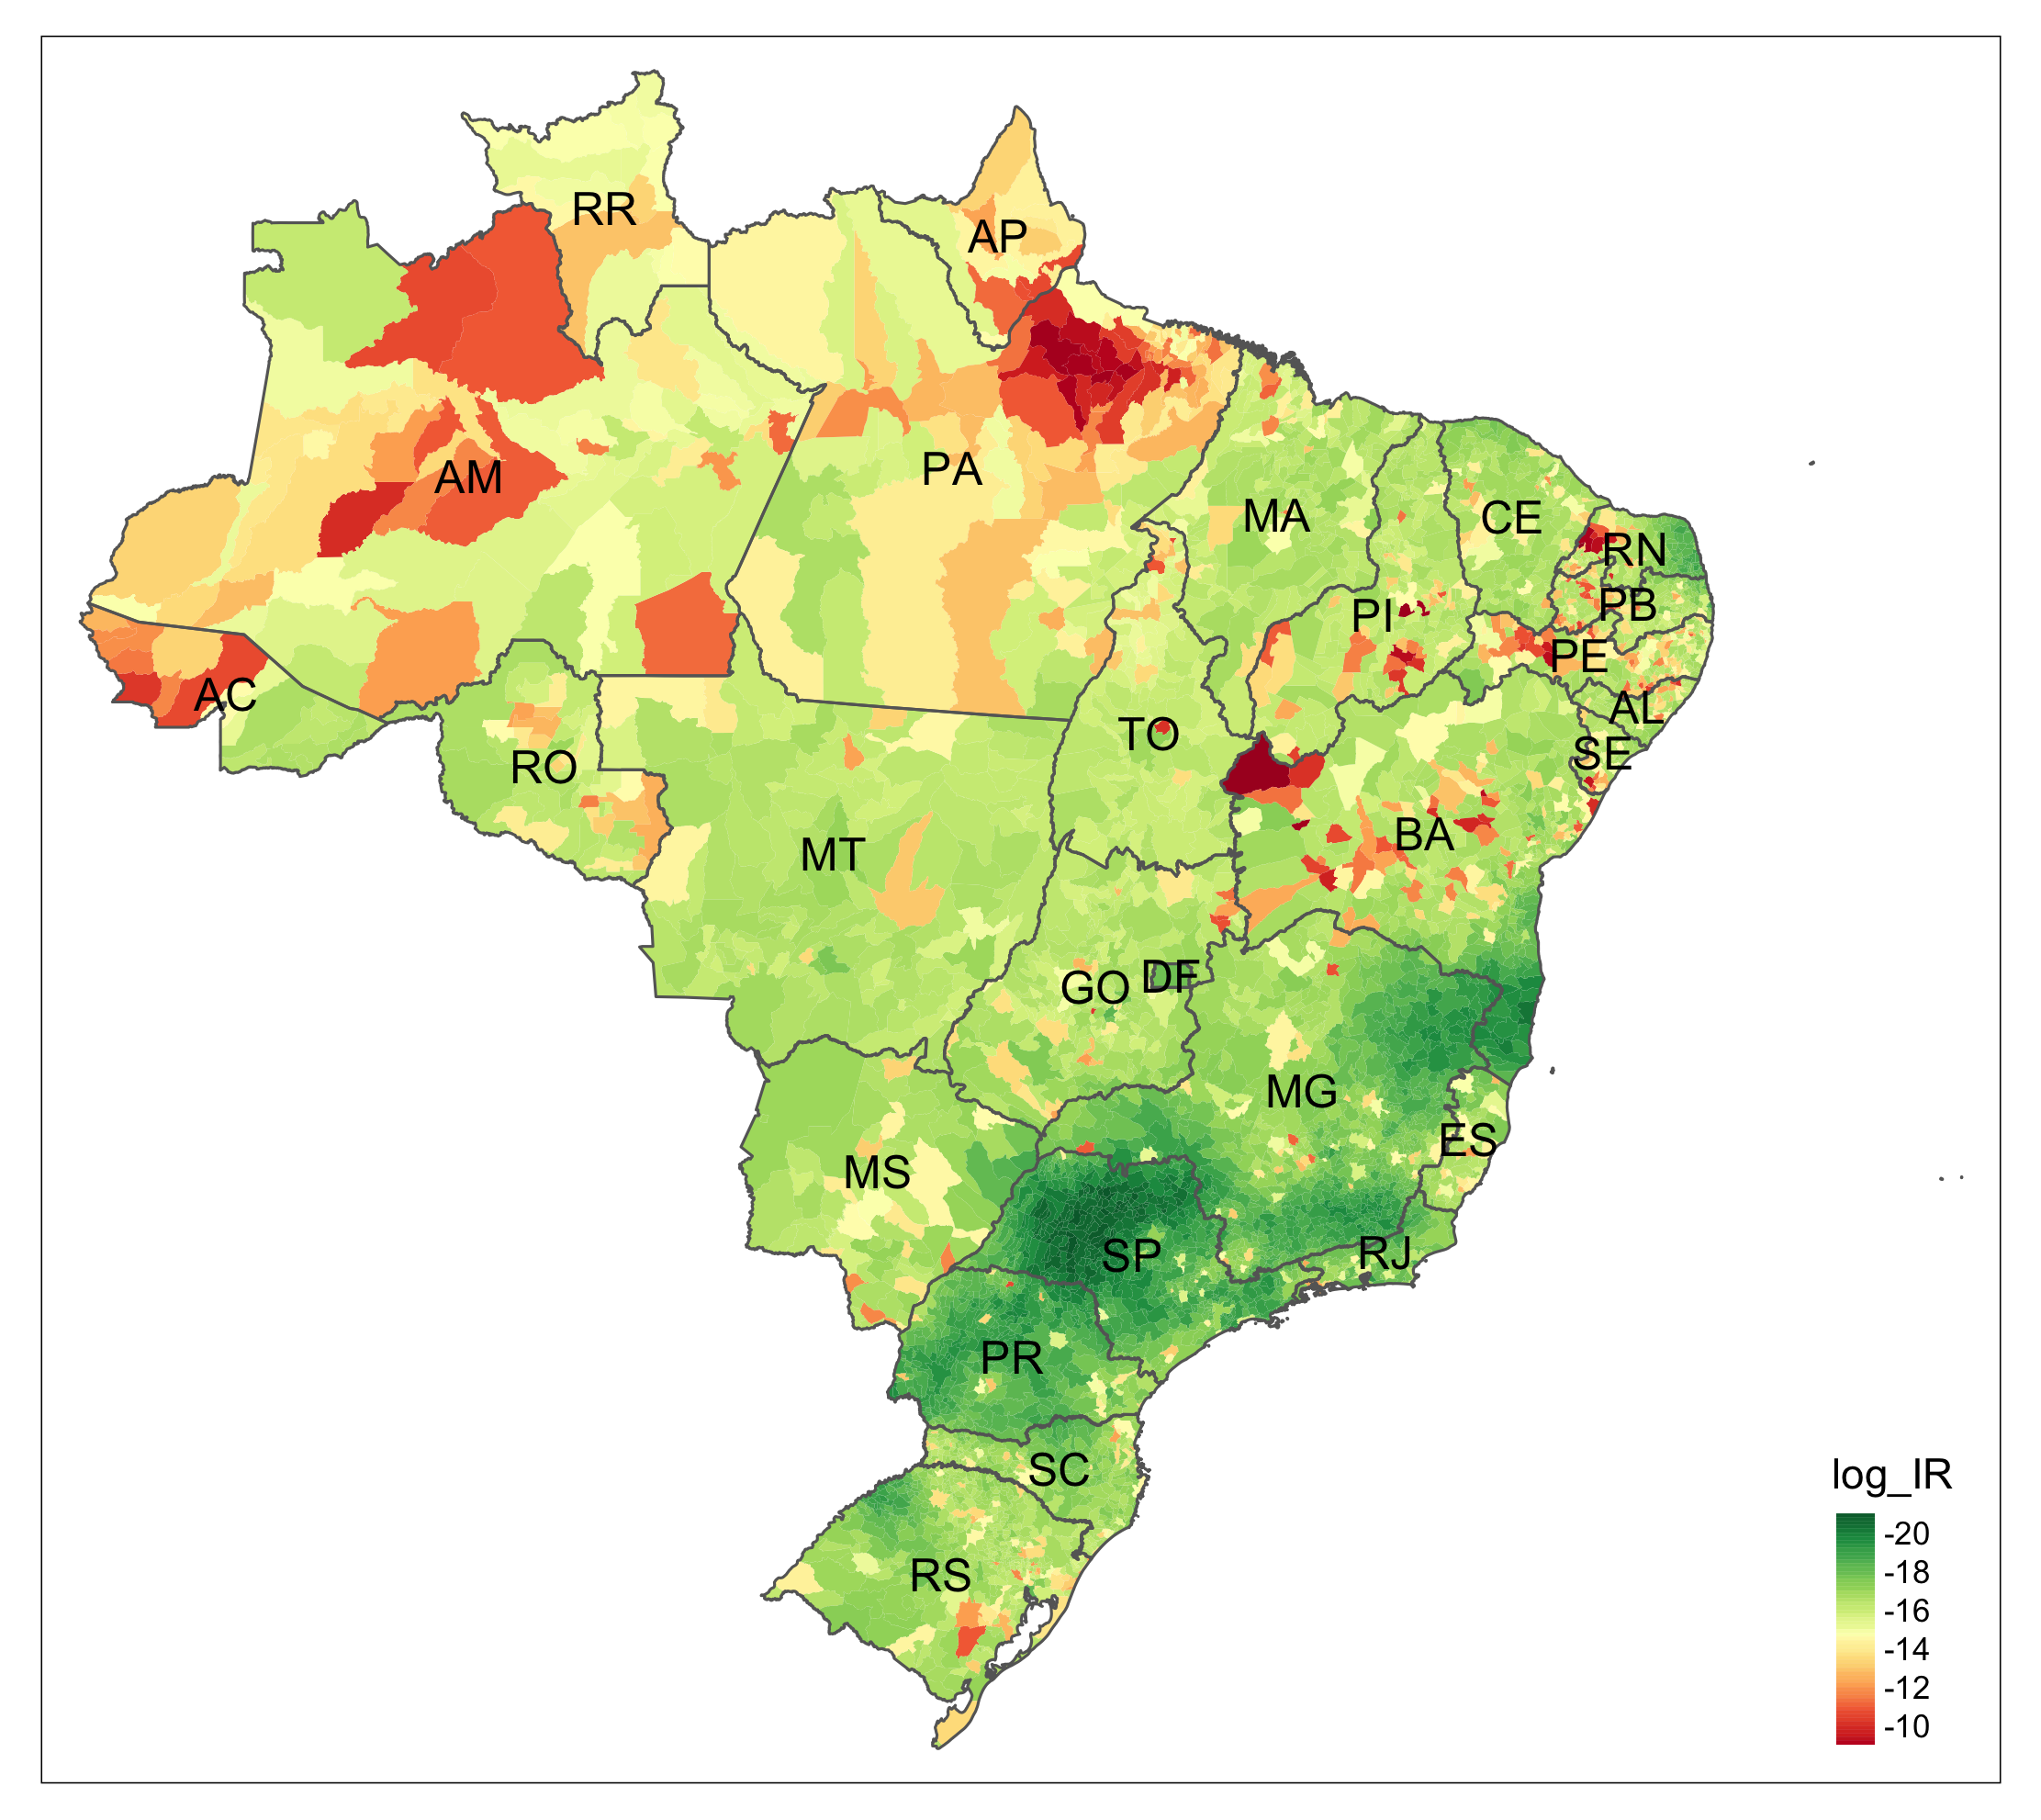 RR
AP
AM
PA
MA
CE
RN
PI
PB
PE
AC
AL
TO
SE
RO
BA
MT
DF
GO
MG
ES
MS
SP
RJ
PR
SC
RS
log_IR
-20
-18
-16
-14
-12
-10